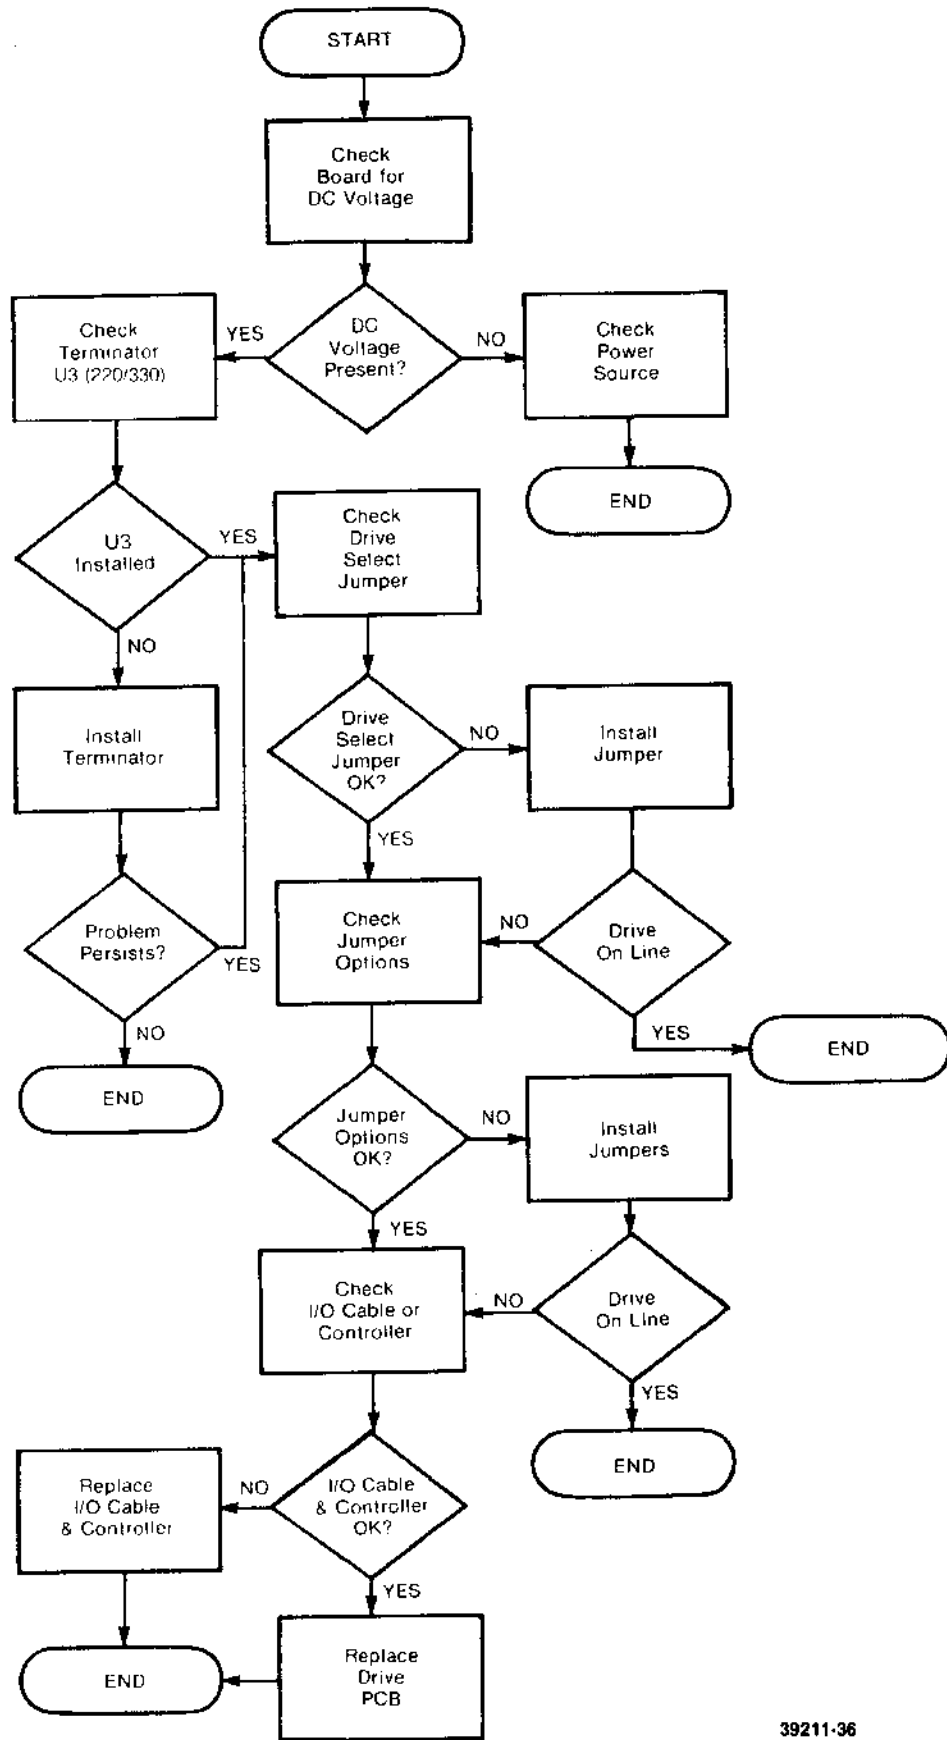 START
Check
Board for
DC Voltage
Check
Terminator
U3 (220/330)
YES
DC
Voltage
Present?
NO
Check
Power
Source
END
U3
Installed
YES
Check
Drive
Select
Jumper
NO
Install
Terminator
Drive
Select
Jumper
OK?
NO
Install
Jumper
YES
Problem
Persists?
YES
Check
Jumper
Options
NO
Drive
On Line
NO
YES
END
END
Jumper
Options
OK?
NO
Install
Jumpers
YES
Check
I/O Cable or
Controller
NO
Drive
On Line
YES
END
Replace
I/O Cable
& Controller
NO
I/O Cable
& Controller
OK?
YES
END
Replace
Drive
PCB
39211-36